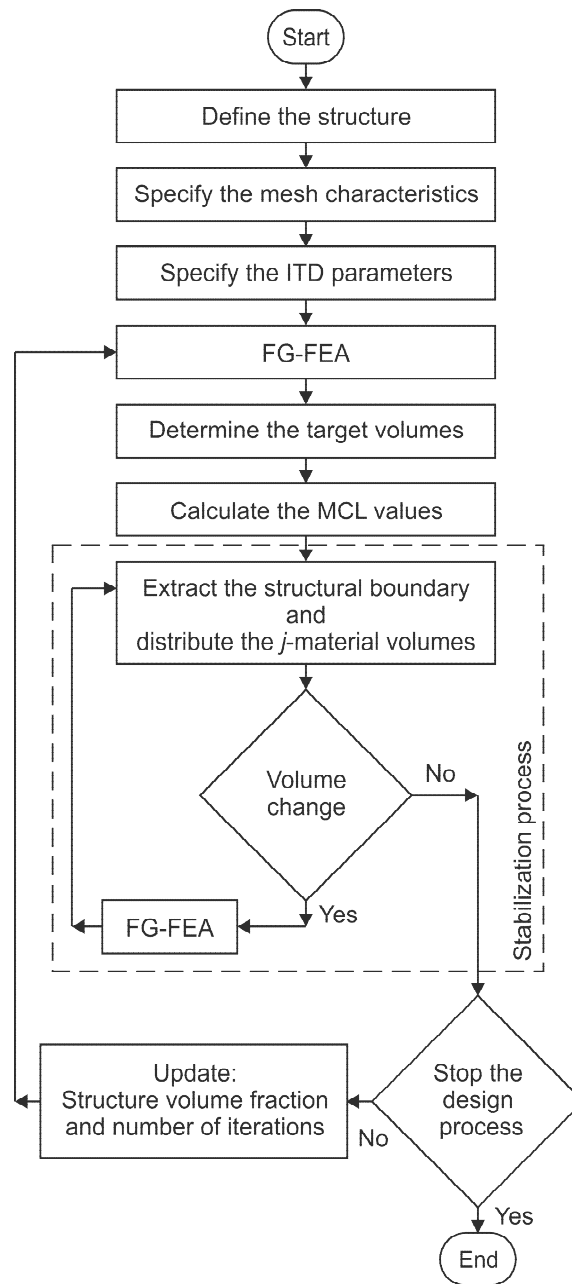 Start
Define the structure
Specify the mesh characteristics
Specify the ITD parameters
FG-FEA
Determine the target volumes
Calculate the MCL values
Extract the structural boundary
and
distribute the j-material volumes
Volume
change
No
Yes
FG-FEA
Stabilization process
Stop the
design
process
No
Update:
Structure volume fraction
and number of iterations
Yes
End